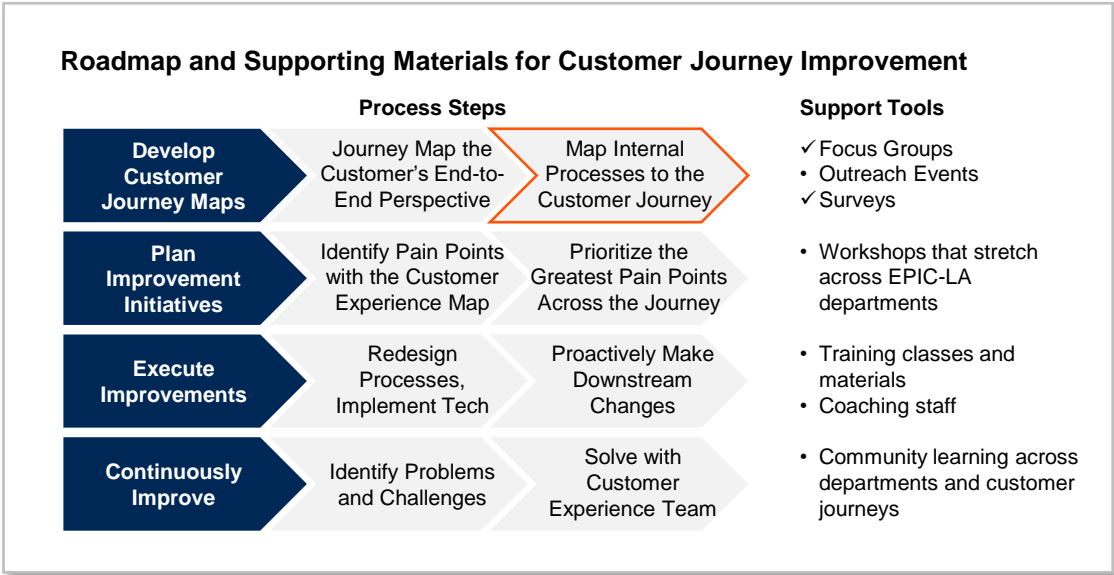 Roadmap and Supporting Materials for Customer Journey Improvement
Process Steps
Support Tools
Develop
Customer
Journey Maps
Journey Map the
Customer’s End-to-
End Perspective
Map Internal
Processes to the
Customer Journey
✓ Focus Groups
• Outreach Events
✓ Surveys
Plan
Improvement
Initiatives
Identify Pain Points
with the Customer
Experience Map
Prioritize the
Greatest Pain Points
Across the Journey
• Workshops that stretch
across EPIC-LA
departments
Execute
Improvements
Redesign
Processes,
Implement Tech
Proactively Make
Downstream
Changes
• Training classes and
materials
• Coaching staff
Continuously
Improve
Identify Problems
and Challenges
Solve with
Customer
Experience Team
• Community learning across
departments and customer
journeys